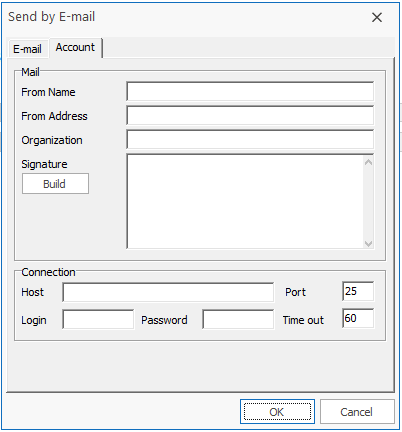 Send by E-mail
E-mail Account
Mail
From Name
From Address
Organization
Signature
Build
Connection
Host Port 25
Login Password Time out 60
OK Cancel